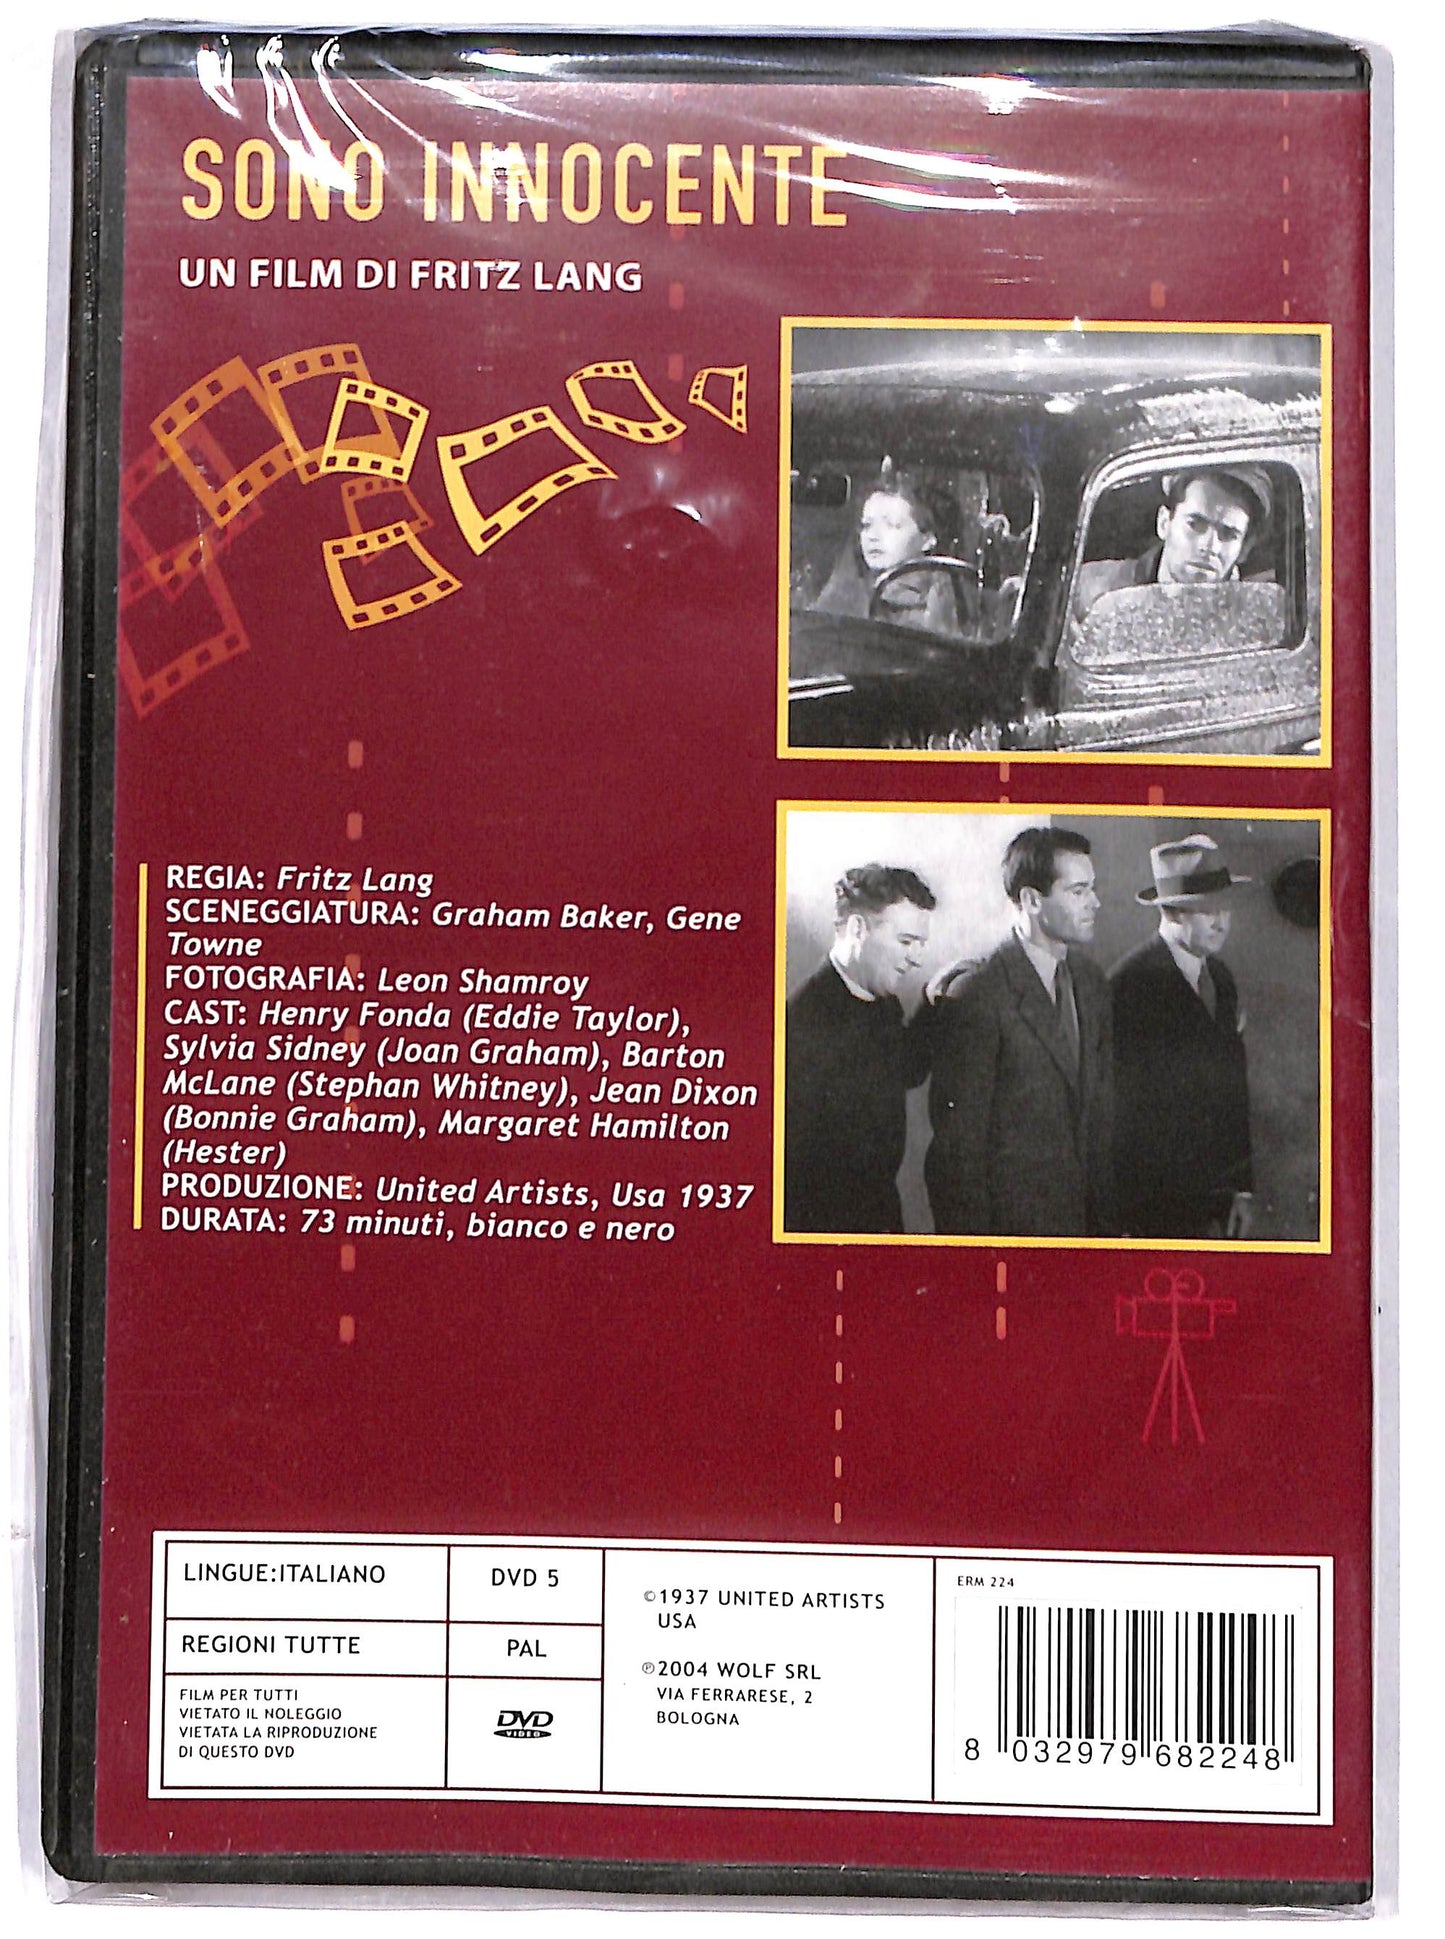 SONO INNOCENTE
UN FILM DI FRITZ LANG
REGIA: Fritz Lang
SCENEGGIATURA: Graham Baker, Gene
Towne
FOTOGRAFIA: Leon Shamroy
CAST: Henry Fonda (Eddie Taylor),
Sylvia Sidney (Joan Graham), Barton
McLane (Stephan Whitney), Jean Dixon
(Bonnie Graham), Margaret Hamilton
(Hester)
PRODUZIONE: United Artists, Usa 1937
DURATA: 73 minuti, bianco e nero
LINGUE:ITALIANO
DVD 5
REGIONI TUTTE
PAL
FILM PER TUTTI
VIETATO IL NOLEGGIO
VIETATA LA RIPRODUZIONE
DI QUESTO DVD
DVD
VIDEO
©1937 UNITED ARTISTS
USA
℗2004 WOLF SRL
VIA FERRARESE, 2
BOLOGNA
ERM 224
8 032979 682248